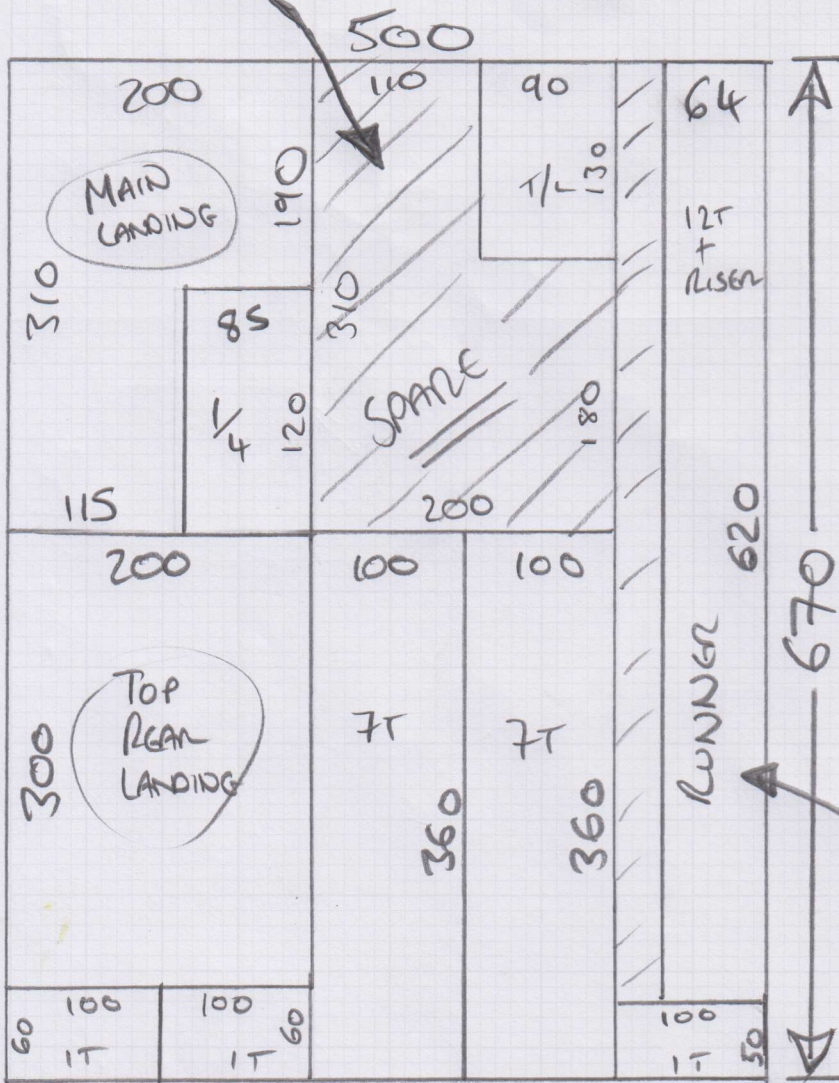 500
200
110
90
64
MAIN
LANDING
190
T/L
130
12T
+
RISER
310
310
85
1/4
120
SPARE
180
115
200
620
670
200
100
100
TOP
REAR
LANDING
7T
7T
RUNNER
300
360
360
100
100
60
60
1T
1T
100
1T
50